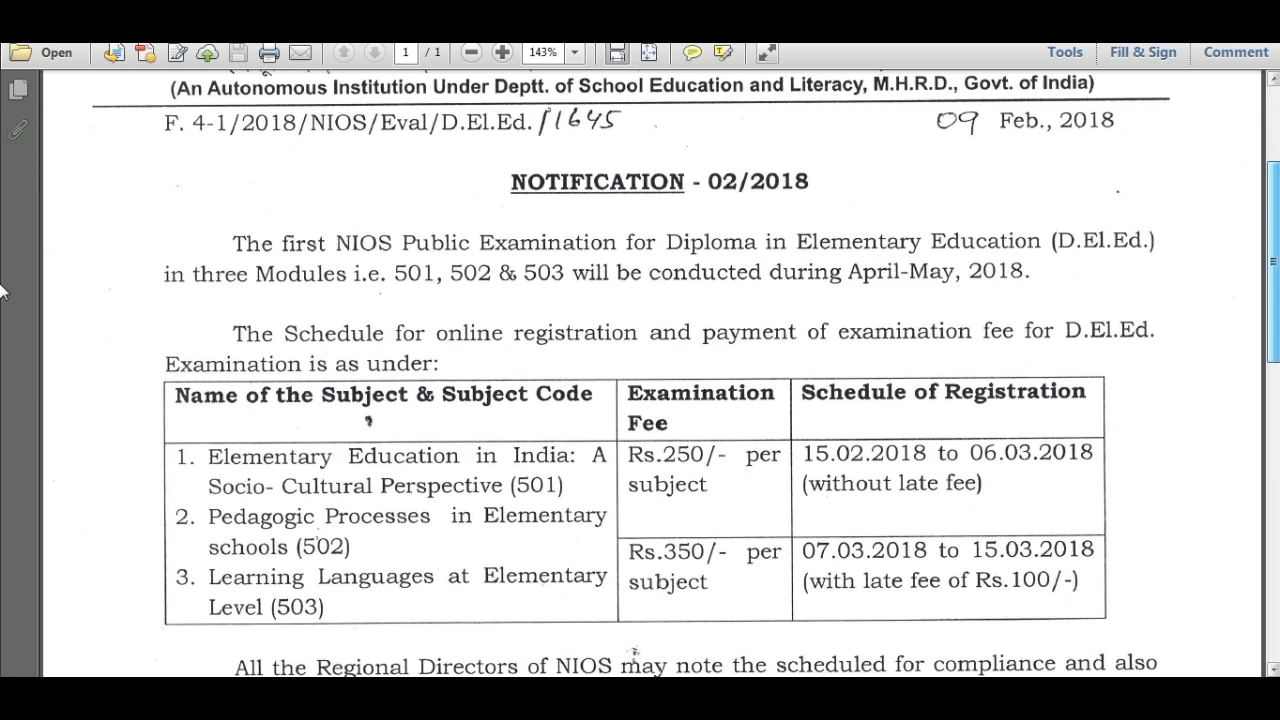 Open
1 / 1
143%
Tools
Fill & Sign
Comment
(An Autonomous Institution Under Deptt. of School Education and Literacy, M.H.R.D., Govt. of India)
F. 4-1/2018/NIOS/Eval/D.El.Ed. /1645
09 Feb., 2018
NOTIFICATION - 02/2018
The first NIOS Public Examination for Diploma in Elementary Education (D.El.Ed.)
in three Modules i.e. 501, 502 & 503 will be conducted during April-May, 2018.
The Schedule for online registration and payment of examination fee for D.El.Ed.
Examination is as under:
Name of the Subject & Subject Code
Examination
Fee
Schedule of Registration
1. Elementary Education in India: A
Socio- Cultural Perspective (501)
2. Pedagogic Processes in Elementary
schools (502)
3. Learning Languages at Elementary
Level (503)
Rs.250/- per
subject
15.02.2018 to 06.03.2018
(without late fee)
Rs.350/- per
subject
07.03.2018 to 15.03.2018
(with late fee of Rs.100/-)
All the Regional Directors of NIOS may note the scheduled for compliance and also